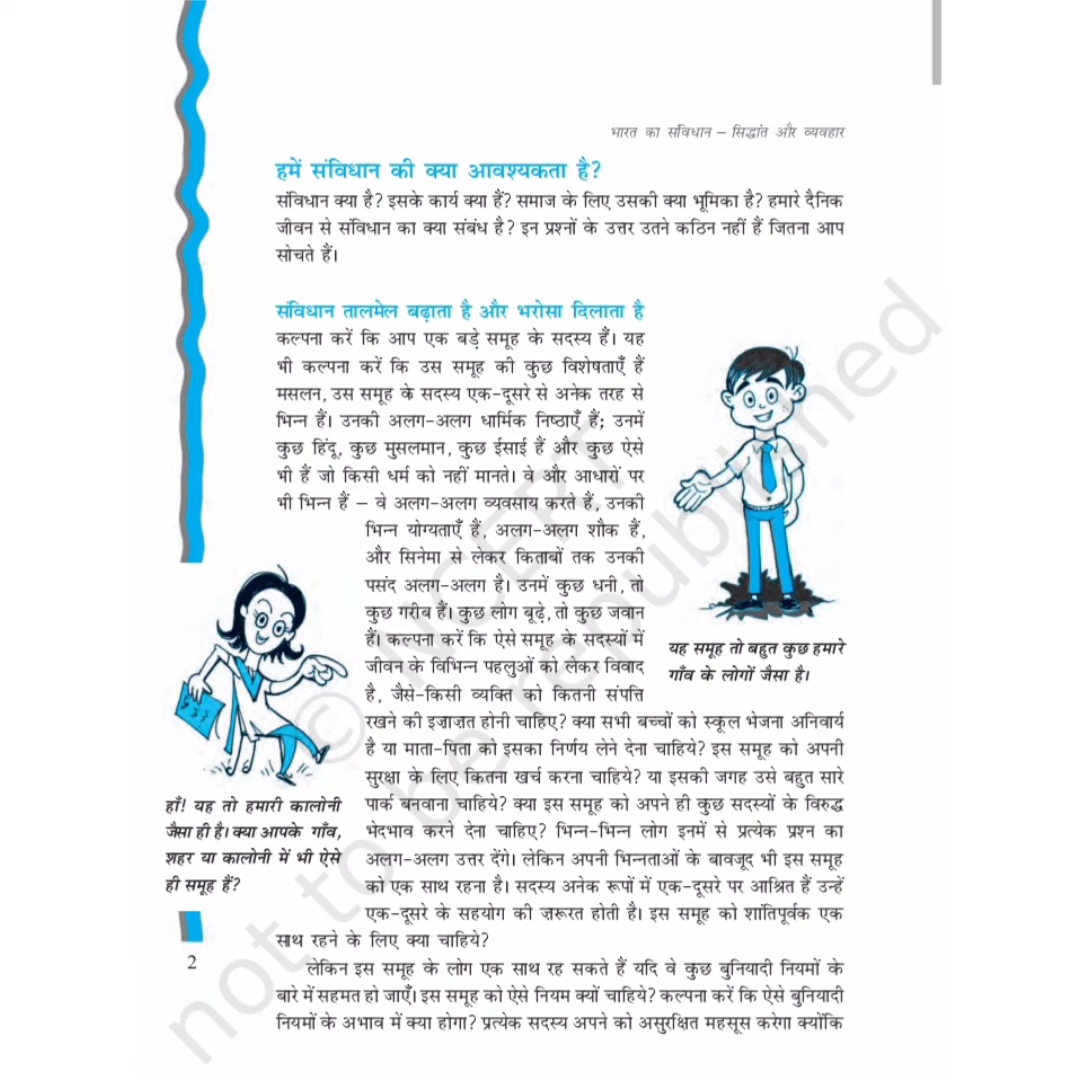 भारत का संविधान – सिद्धांत और व्यवहार
हमें संविधान की क्या आवश्यकता है?
संविधान क्या है? इसके कार्य क्या हैं? समाज के लिए उसकी क्या भूमिका है? हमारे दैनिक
जीवन से संविधान का क्या संबंध है? इन प्रश्नों के उत्तर उतने कठिन नहीं हैं जितना आप
सोचते हैं।
संविधान तालमेल बढ़ाता है और भरोसा दिलाता है
कल्पना करें कि आप एक बड़े समूह के सदस्य हैं। यह
भी कल्पना करें कि उस समूह की कुछ विशेषताएँ हैं
मसलन, उस समूह के सदस्य एक-दूसरे से अनेक तरह से
भिन्न हैं। उनकी अलग-अलग धार्मिक निष्ठाएँ हैं; उनमें
कुछ हिंदू, कुछ मुसलमान, कुछ ईसाई हैं और कुछ ऐसे
भी हैं जो किसी धर्म को नहीं मानते। वे और आधारों पर
भी भिन्न हैं – वे अलग-अलग व्यवसाय करते हैं, उनकी
भिन्न योग्यताएँ हैं, अलग-अलग शौक हैं,
और सिनेमा से लेकर किताबों तक उनकी
पसंद अलग-अलग है। उनमें कुछ धनी, तो
कुछ गरीब हैं। कुछ लोग बूढ़े, तो कुछ जवान
हैं। कल्पना करें कि ऐसे समूह के सदस्यों में
जीवन के विभिन्न पहलुओं को लेकर विवाद
है, जैसे-किसी व्यक्ति को कितनी संपत्ति
रखने की इज़ाज़त होनी चाहिए? क्या सभी बच्चों को स्कूल भेजना अनिवार्य
है या माता-पिता को इसका निर्णय लेने देना चाहिये? इस समूह को अपनी
सुरक्षा के लिए कितना खर्च करना चाहिये? या इसकी जगह उसे बहुत सारे
पार्क बनवाना चाहिये? क्या इस समूह को अपने ही कुछ सदस्यों के विरुद्ध
भेदभाव करने देना चाहिए? भिन्न-भिन्न लोग इनमें से प्रत्येक प्रश्न का
अलग-अलग उत्तर देंगे। लेकिन अपनी भिन्नताओं के बावजूद भी इस समूह
को एक साथ रहना है। सदस्य अनेक रूपों में एक-दूसरे पर आश्रित हैं उन्हें
एक-दूसरे के सहयोग की ज़रूरत होती है। इस समूह को शांतिपूर्वक एक
साथ रहने के लिए क्या चाहिये?
लेकिन इस समूह के लोग एक साथ रह सकते हैं यदि वे कुछ बुनियादी नियमों के
बारे में सहमत हो जाएँ। इस समूह को ऐसे नियम क्यों चाहिये? कल्पना करें कि ऐसे बुनियादी
नियमों के अभाव में क्या होगा? प्रत्येक सदस्य अपने को असुरक्षित महसूस करेगा क्योंकि
यह समूह तो बहुत कुछ हमारे
गाँव के लोगों जैसा है।
हाँ! यह तो हमारी कालोनी
जैसा ही है। क्या आपके गाँव,
शहर या कालोनी में भी ऐसे
ही समूह हैं?
2
© NCERT
not to be republished